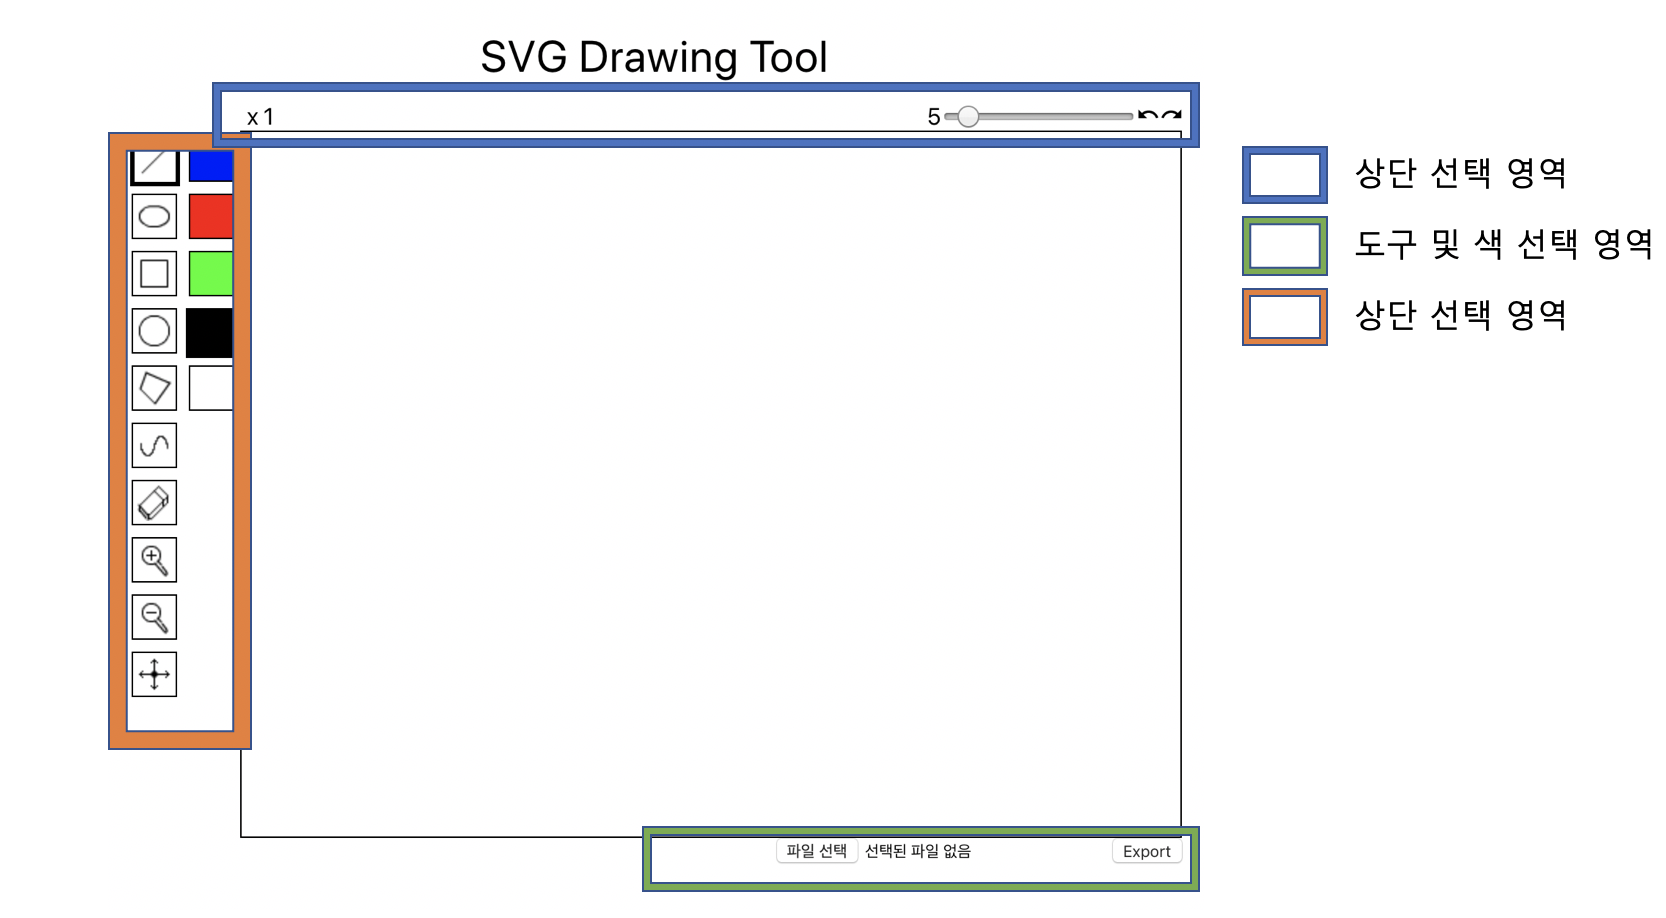 SVG Drawing Tool
x 1
5
상단 선택 영역
도구 및 색 선택 영역
상단 선택 영역
파일 선택 선택된 파일 없음
Export